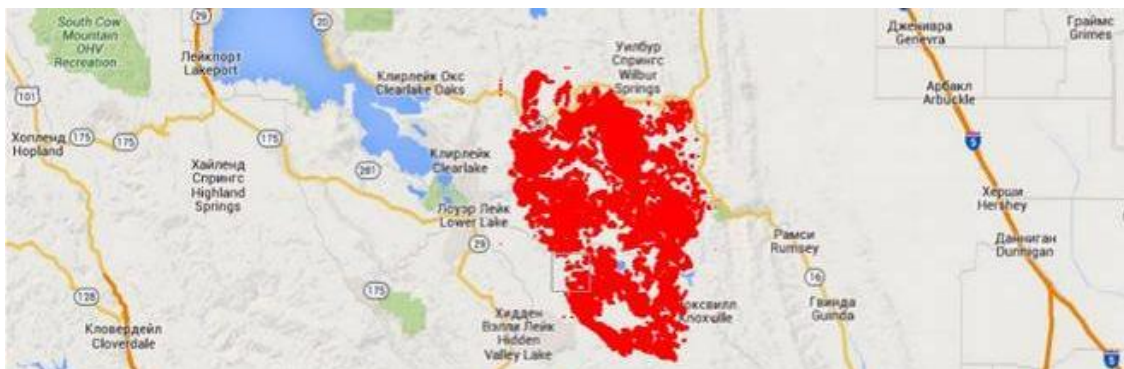 South Cow
Mountain
OHV
Recreation
29
20
Лейкпорт
Lakeport
101
Хопленд
Hopland
175
175
Клирлейк Окс
Clearlake Oaks
Уилбур
Спрингс
Wilbur
Springs
Дженивра
Genevra
Граймс
Grimes
Арбакл
Arbuckle
5
175
Хайленд
Спрингс
Highland
Springs
281
Клирлейк
Clearlake
Лоуэр Лейк
Lower Lake
29
Херши
Hershey
Данниган
Dunnigan
Рамси
Rumsey
16
Гвинда
Guinda
128
Кловердейл
Cloverdale
175
Хидден
Вэлли Лейк
Hidden
Valley Lake
оксвилл
Knoxville
5